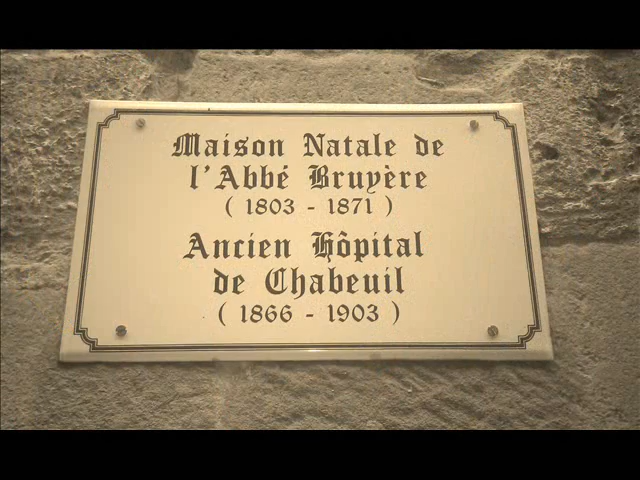 Maison Natale de
l'Abbé Bruyère
( 1803 - 1871 )
Ancien Hôpital
de Chabeuil
( 1866 - 1903 )